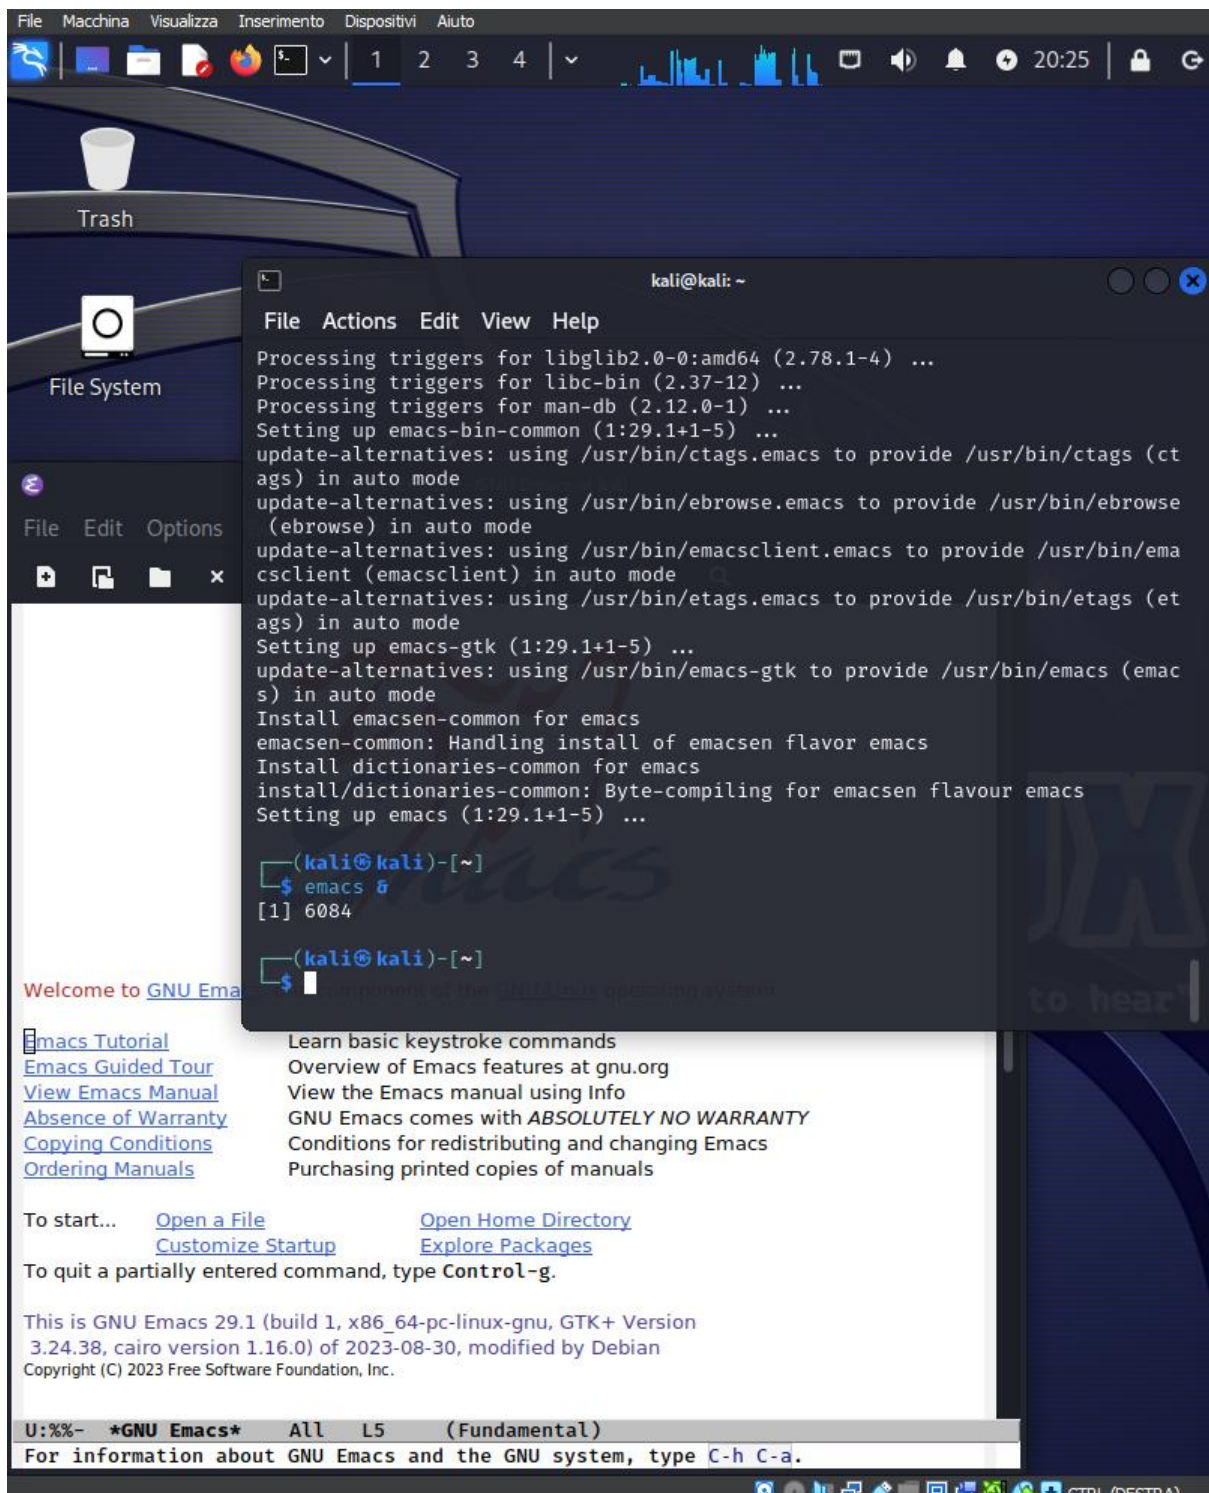 File Macchina Visualizza Inserimento Dispositivi Aiuto
1 2 3 4 20:25
Trash
File System
kali@kali: ~
File Actions Edit View Help
Processing triggers for libglib2.0-0:amd64 (2.78.1-4) ...
Processing triggers for libc-bin (2.37-12) ...
Processing triggers for man-db (2.12.0-1) ...
Setting up emacs-bin-common (1:29.1+1-5) ...
update-alternatives: using /usr/bin/ctags.emacs to provide /usr/bin/ctags (ct
ags) in auto mode
update-alternatives: using /usr/bin/ebrowse.emacs to provide /usr/bin/ebrowse
(ebrowse) in auto mode
update-alternatives: using /usr/bin/emacsclient.emacs to provide /usr/bin/ema
csclient (emacsclient) in auto mode
update-alternatives: using /usr/bin/etags.emacs to provide /usr/bin/etags (et
ags) in auto mode
Setting up emacs-gtk (1:29.1+1-5) ...
update-alternatives: using /usr/bin/emacs-gtk to provide /usr/bin/emacs (emac
s) in auto mode
Install emacsen-common for emacs
emacsen-common: Handling install of emacsen flavor emacs
Install dictionaries-common for emacs
install/dictionaries-common: Byte-compiling for emacsen flavour emacs
Setting up emacs (1:29.1+1-5) ...
┌──(kali㉿kali)-[~]
└─$ emacs &
[1] 6084
┌──(kali㉿kali)-[~]
└─$
File Edit Options
Welcome to GNU Emacs, one component of the GNU/Linux operating system.
to hear"
Emacs Tutorial Learn basic keystroke commands
Emacs Guided Tour Overview of Emacs features at gnu.org
View Emacs Manual View the Emacs manual using Info
Absence of Warranty GNU Emacs comes with ABSOLUTELY NO WARRANTY
Copying Conditions Conditions for redistributing and changing Emacs
Ordering Manuals Purchasing printed copies of manuals
To start... Open a File Open Home Directory
Customize Startup Explore Packages
To quit a partially entered command, type Control-g.
This is GNU Emacs 29.1 (build 1, x86_64-pc-linux-gnu, GTK+ Version
3.24.38, cairo version 1.16.0) of 2023-08-30, modified by Debian
Copyright (C) 2023 Free Software Foundation, Inc.
U:%%- *GNU Emacs* All L5 (Fundamental)
For information about GNU Emacs and the GNU system, type C-h C-a.
CTRL (DESTRA)